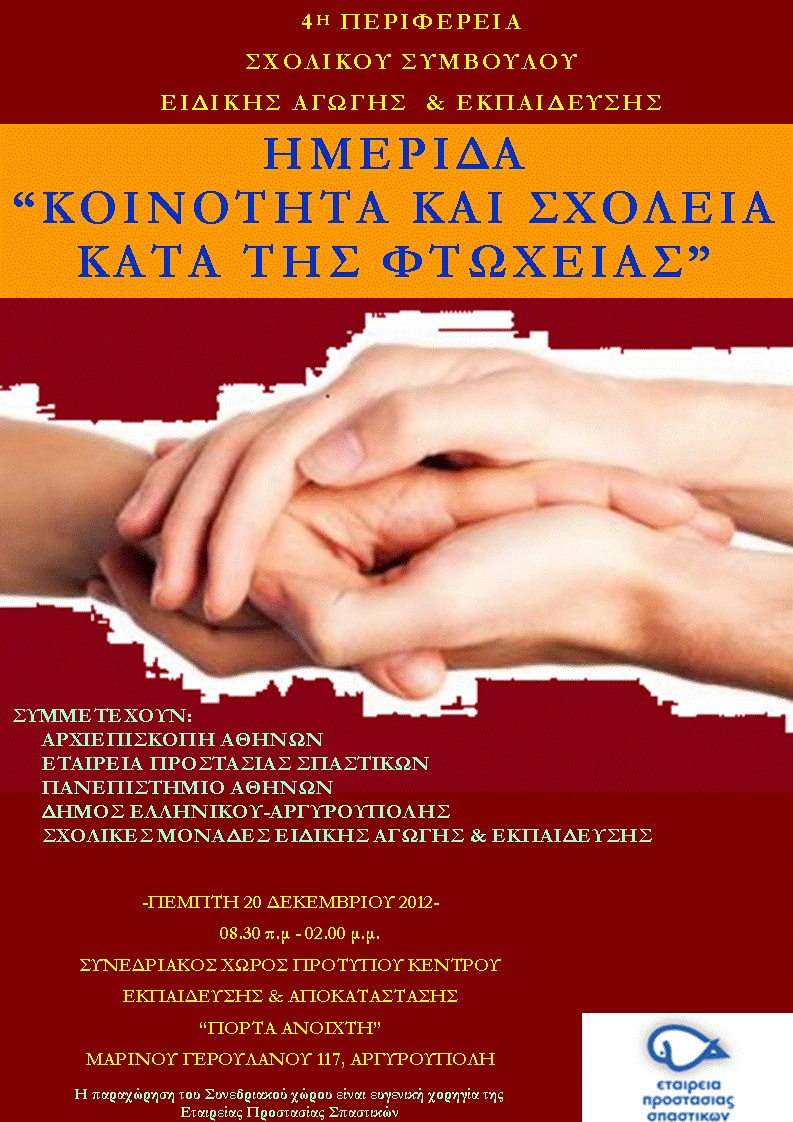 4Η ΠΕΡΙΦΕΡΕΙΑ
ΣΧΟΛΙΚΟΥ ΣΥΜΒΟΥΛΟΥ
ΕΙΔΙΚΗΣ ΑΓΩΓΗΣ & ΕΚΠΑΙΔΕΥΣΗΣ
ΗΜΕΡΙΔΑ
“ΚΟΙΝΟΤΗΤΑ ΚΑΙ ΣΧΟΛΕΙΑ
ΚΑΤΑ ΤΗΣ ΦΤΩΧΕΙΑΣ”
ΣΥΜΜΕΤΕΧΟΥΝ:
ΑΡΧΙΕΠΙΣΚΟΠΗ ΑΘΗΝΩΝ
ΕΤΑΙΡΕΙΑ ΠΡΟΣΤΑΣΙΑΣ ΣΠΑΣΤΙΚΩΝ
ΠΑΝΕΠΙΣΤΗΜΙΟ ΑΘΗΝΩΝ
ΔΗΜΟΣ ΕΛΛΗΝΙΚΟΥ-ΑΡΓΥΡΟΥΠΟΛΗΣ
ΣΧΟΛΙΚΕΣ ΜΟΝΑΔΕΣ ΕΙΔΙΚΗΣ ΑΓΩΓΗΣ & ΕΚΠΑΙΔΕΥΣΗΣ
-ΠΕΜΠΤΗ 20 ΔΕΚΕΜΒΡΙΟΥ 2012-
08.30 π.μ - 02.00 μ.μ.
ΣΥΝΕΔΡΙΑΚΟΣ ΧΩΡΟΣ ΠΡΟΤΥΠΟΥ ΚΕΝΤΡΟΥ
ΕΚΠΑΙΔΕΥΣΗΣ & ΑΠΟΚΑΤΑΣΤΑΣΗΣ
“ΠΟΡΤΑ ΑΝΟΙΧΤΗ”
ΜΑΡΙΝΟΥ ΓΕΡΟΥΛΑΝΟΥ 117, ΑΡΓΥΡΟΥΠΟΛΗ
Η παραχώρηση του Συνεδριακού χώρου είναι ευγενική χορηγία της
Εταιρείας Προστασίας Σπαστικών
εταιρεία
προστασίας
σπαστικών